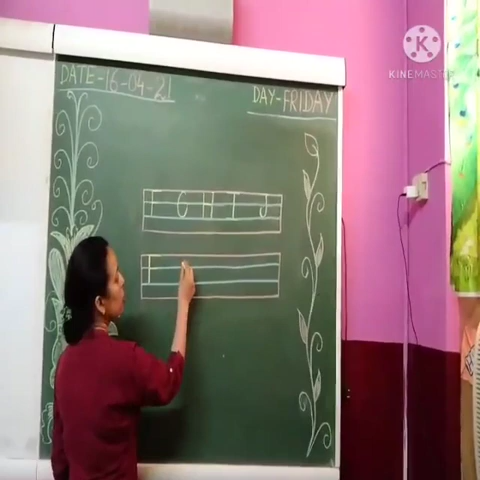 K
KINEMASTER
DATE-16-04-21
DAY-FRIDAY
G H I J